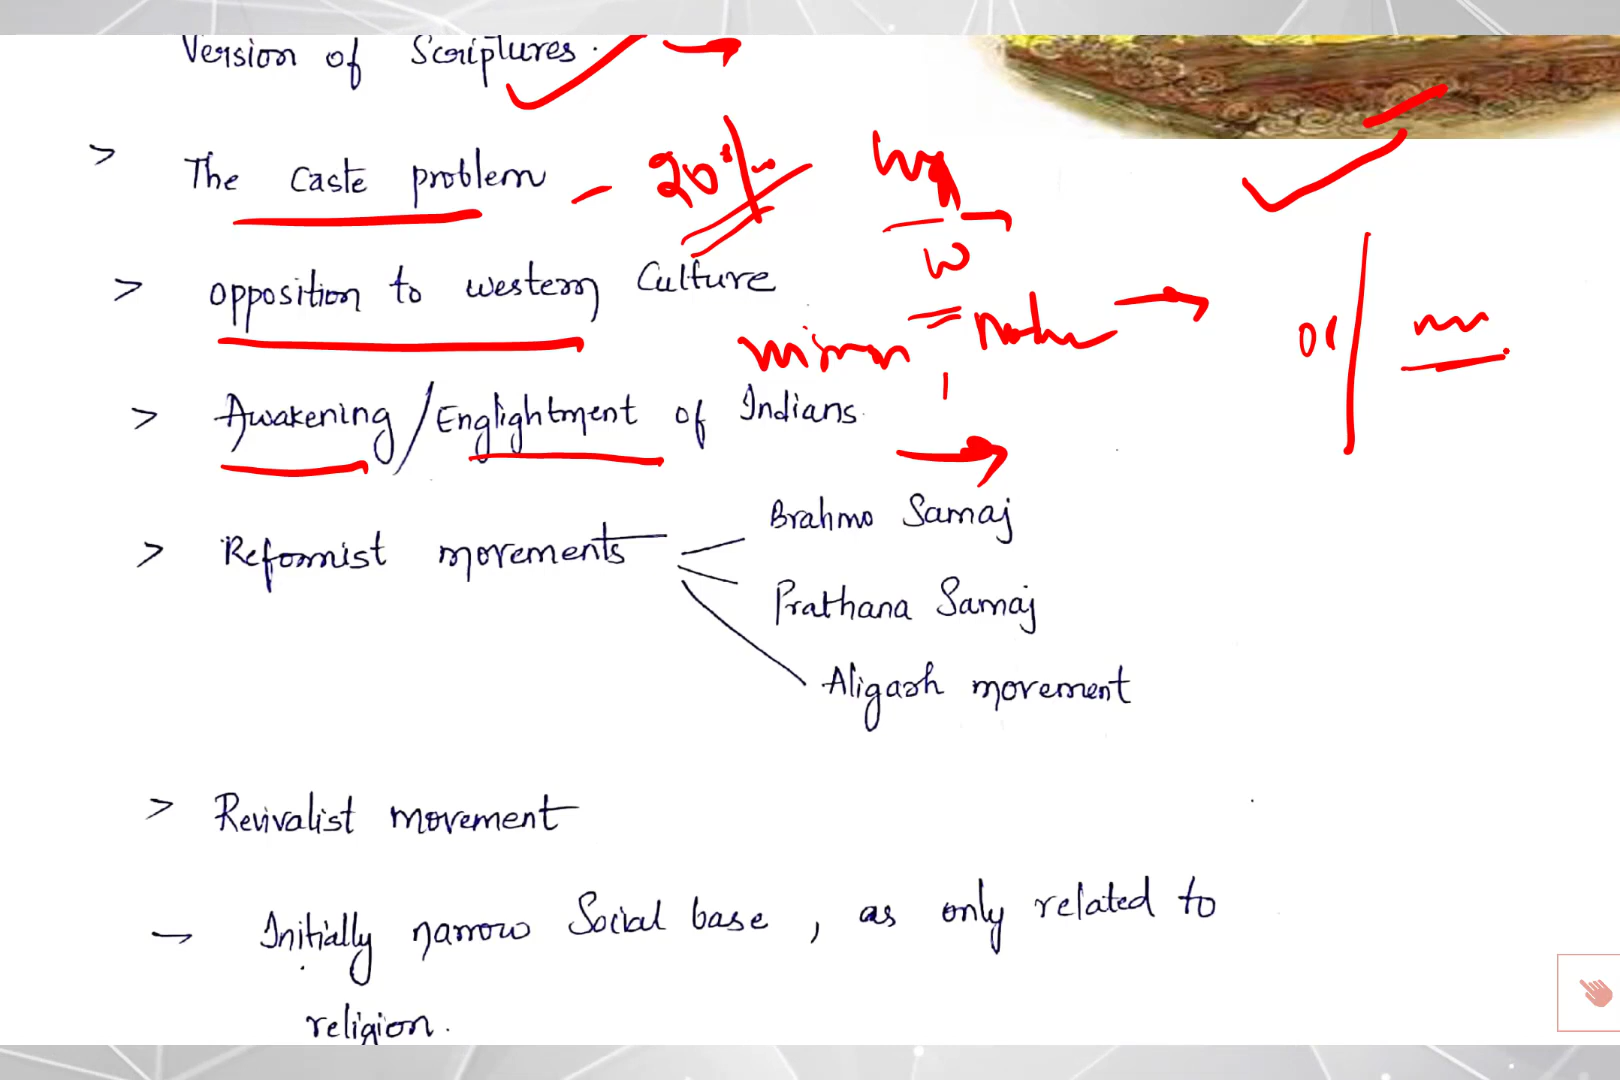 Version of Scriptures.
> The Caste problem - 20%
> opposition to western Culture
> Awakening/Englightment of Indians.
> Reformist movements
Brahmo Samaj
Prathana Samaj
Aligarh movement
> Revivalist movement
- Initially narrow Social base, as only related to
religion.